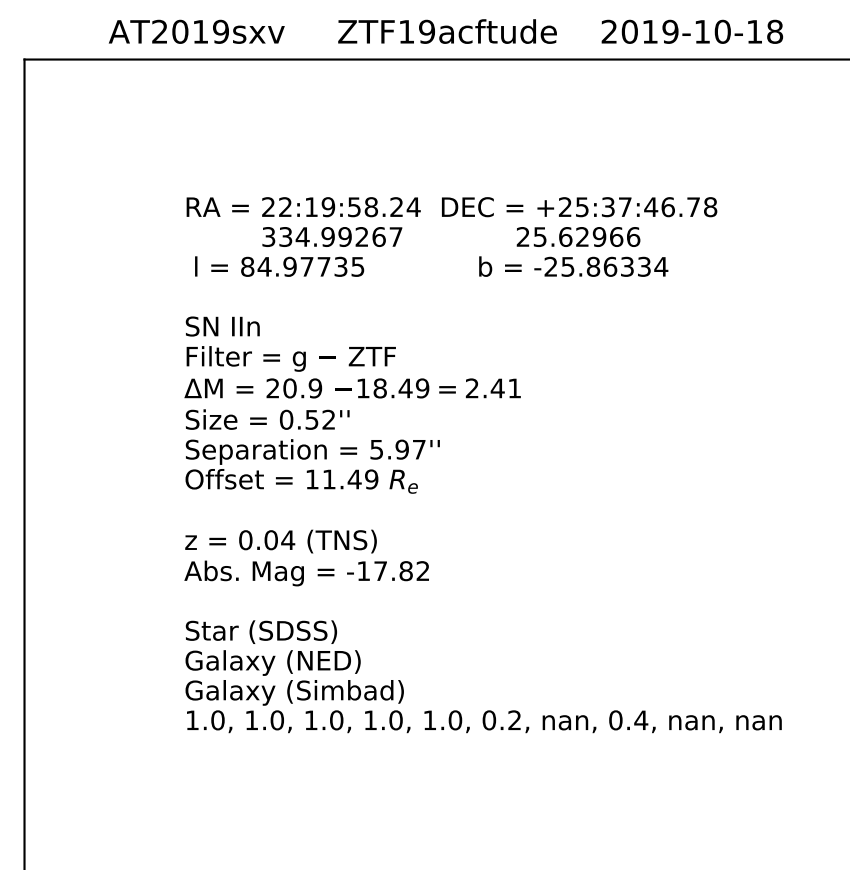 AT2019sxv ZTF19acftude 2019-10-18
RA = 22:19:58.24 DEC = +25:37:46.78
334.99267 25.62966
l = 84.97735 b = -25.86334
SN IIn
Filter = g − ZTF
ΔM = 20.9 −18.49 = 2.41
Size = 0.52''
Separation = 5.97''
Offset = 11.49 Rₑ
z = 0.04 (TNS)
Abs. Mag = -17.82
Star (SDSS)
Galaxy (NED)
Galaxy (Simbad)
1.0, 1.0, 1.0, 1.0, 1.0, 0.2, nan, 0.4, nan, nan